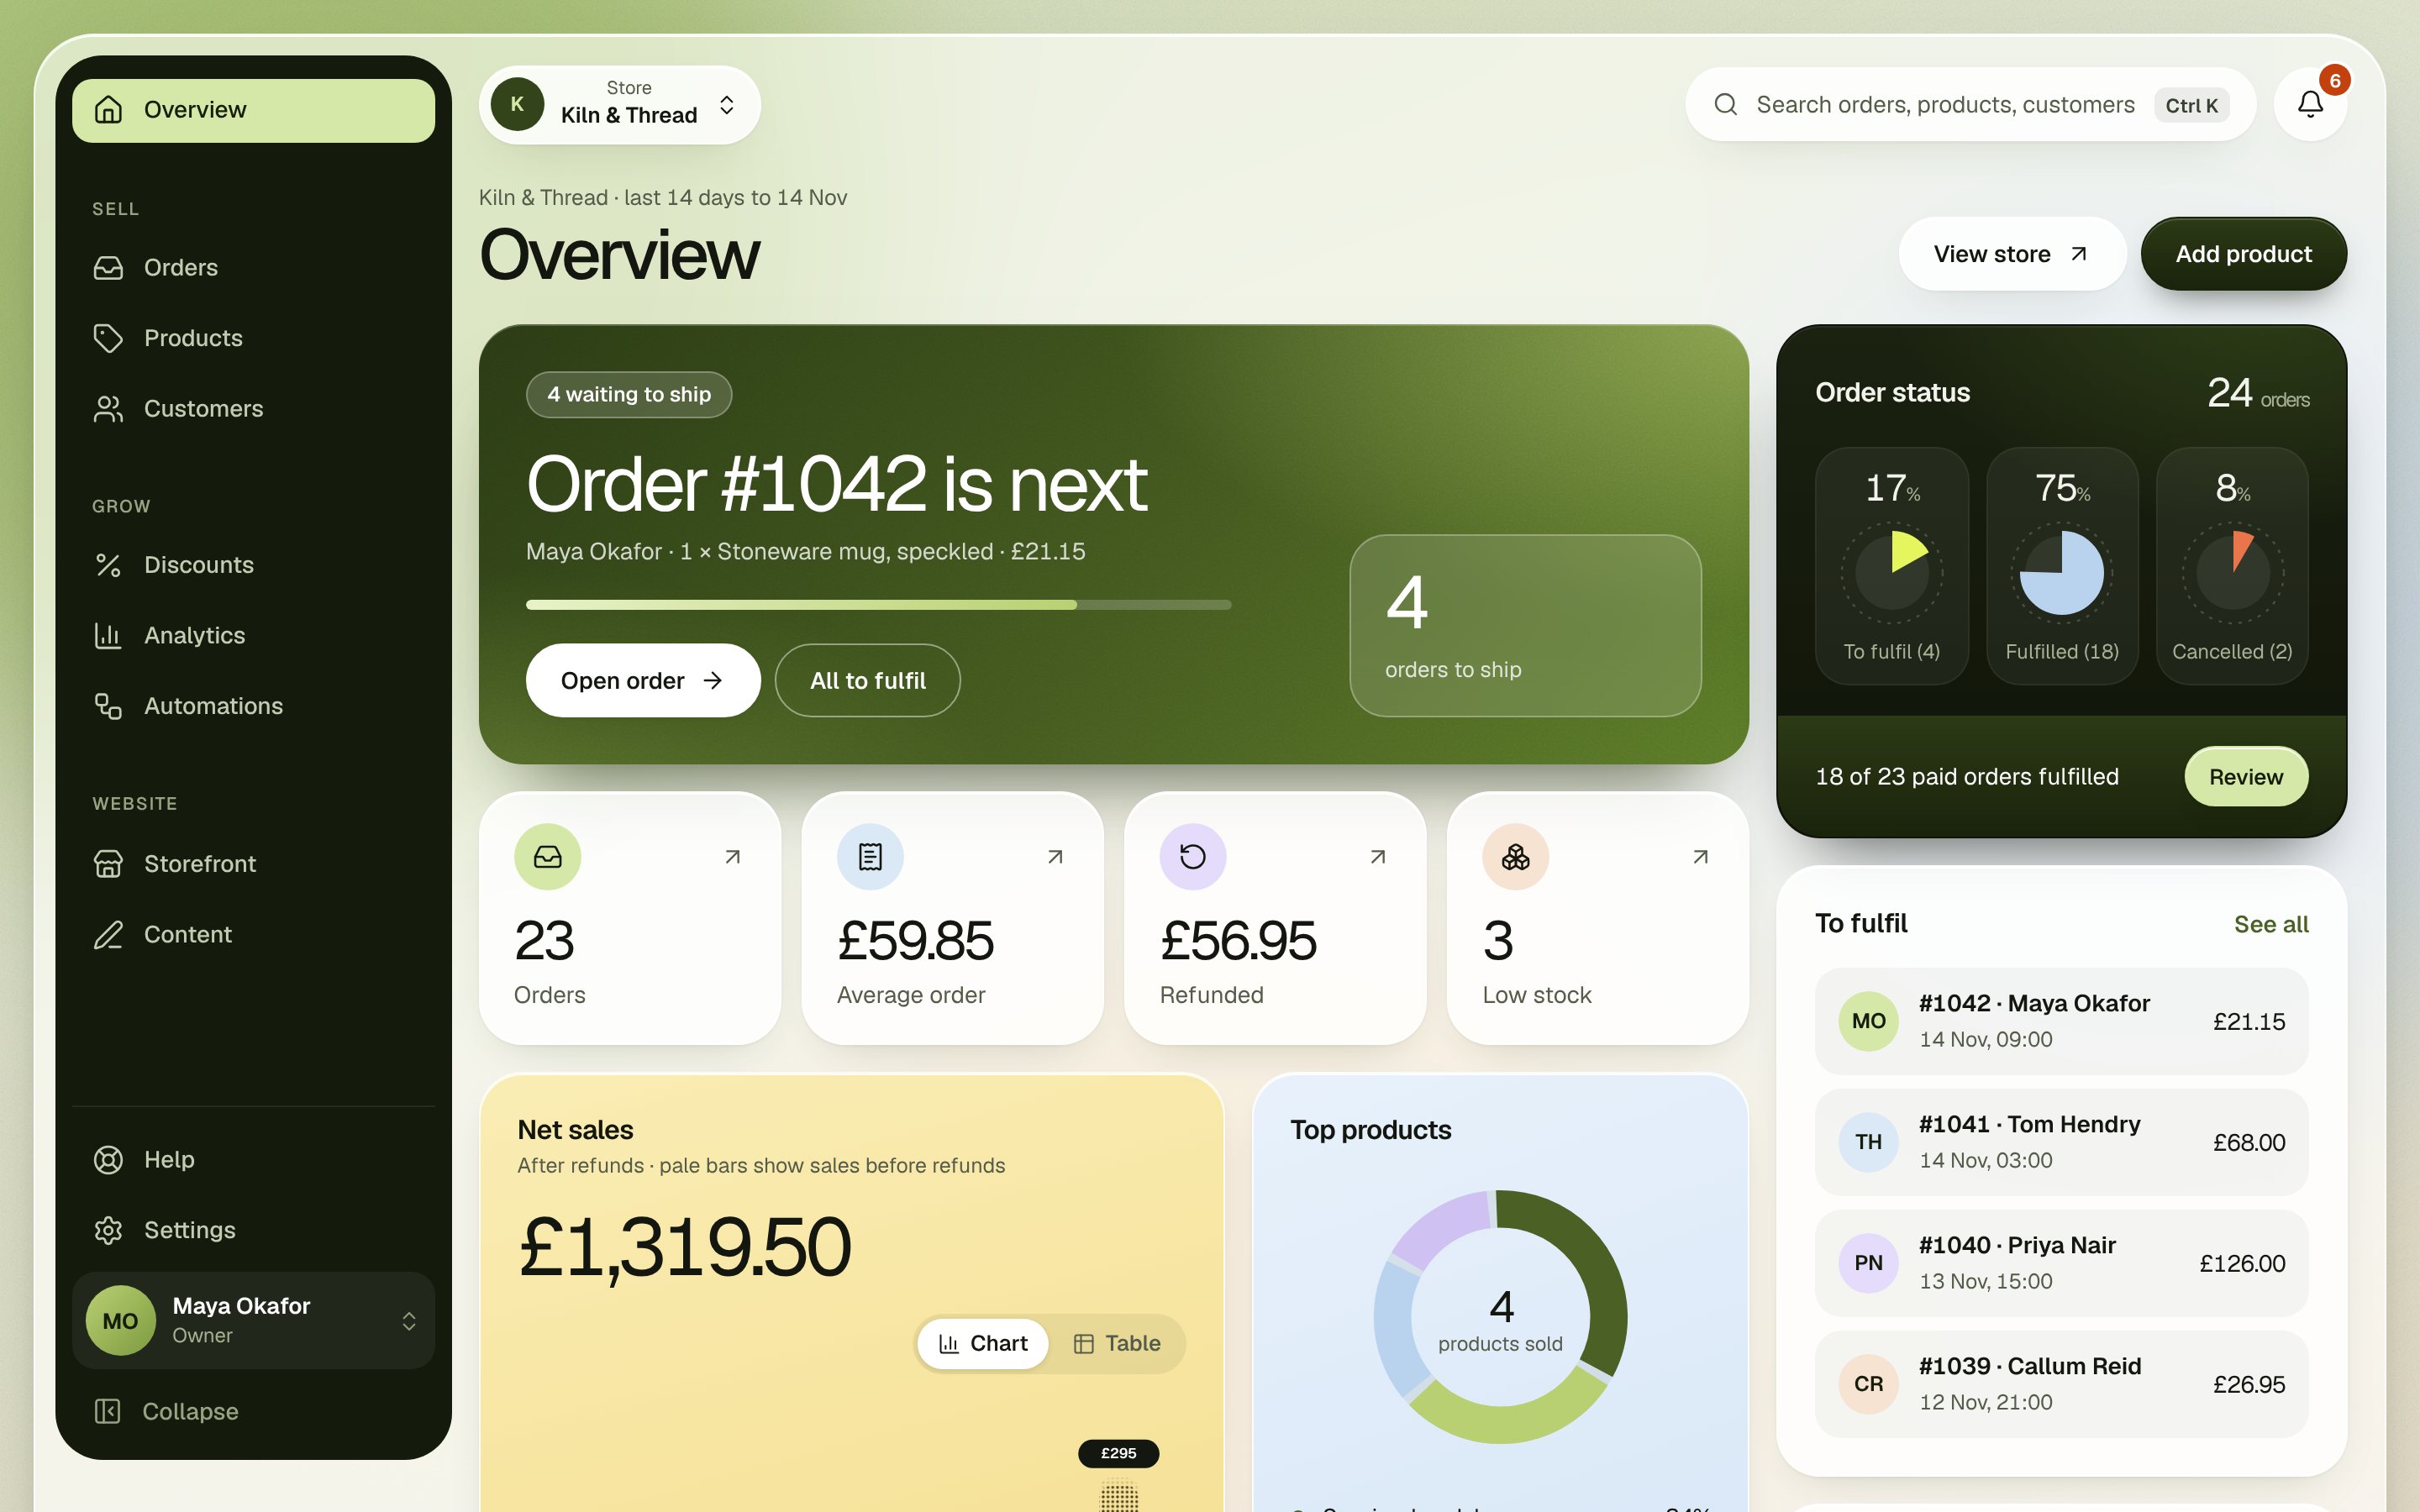 Overview
SELL
Orders
Products
Customers
GROW
Discounts
Analytics
Automations
WEBSITE
Storefront
Content
Help
Settings
MO
Maya Okafor
Owner
Collapse
K
Store
Kiln & Thread
Search orders, products, customers
Ctrl K
6
Kiln & Thread · last 14 days to 14 Nov
Overview
View store
Add product
4 waiting to ship
Order #1042 is next
Maya Okafor · 1 × Stoneware mug, speckled · £21.15
Open order
All to fulfil
4
orders to ship
23
Orders
£59.85
Average order
£56.95
Refunded
3
Low stock
Net sales
After refunds · pale bars show sales before refunds
£1,319.50
Chart
Table
£295
Top products
4
products sold
Order status
24 orders
17%
To fulfil (4)
75%
Fulfilled (18)
8%
Cancelled (2)
18 of 23 paid orders fulfilled
Review
To fulfil
See all
MO
#1042 · Maya Okafor
14 Nov, 09:00
£21.15
TH
#1041 · Tom Hendry
14 Nov, 03:00
£68.00
PN
#1040 · Priya Nair
13 Nov, 15:00
£126.00
CR
#1039 · Callum Reid
12 Nov, 21:00
£26.95